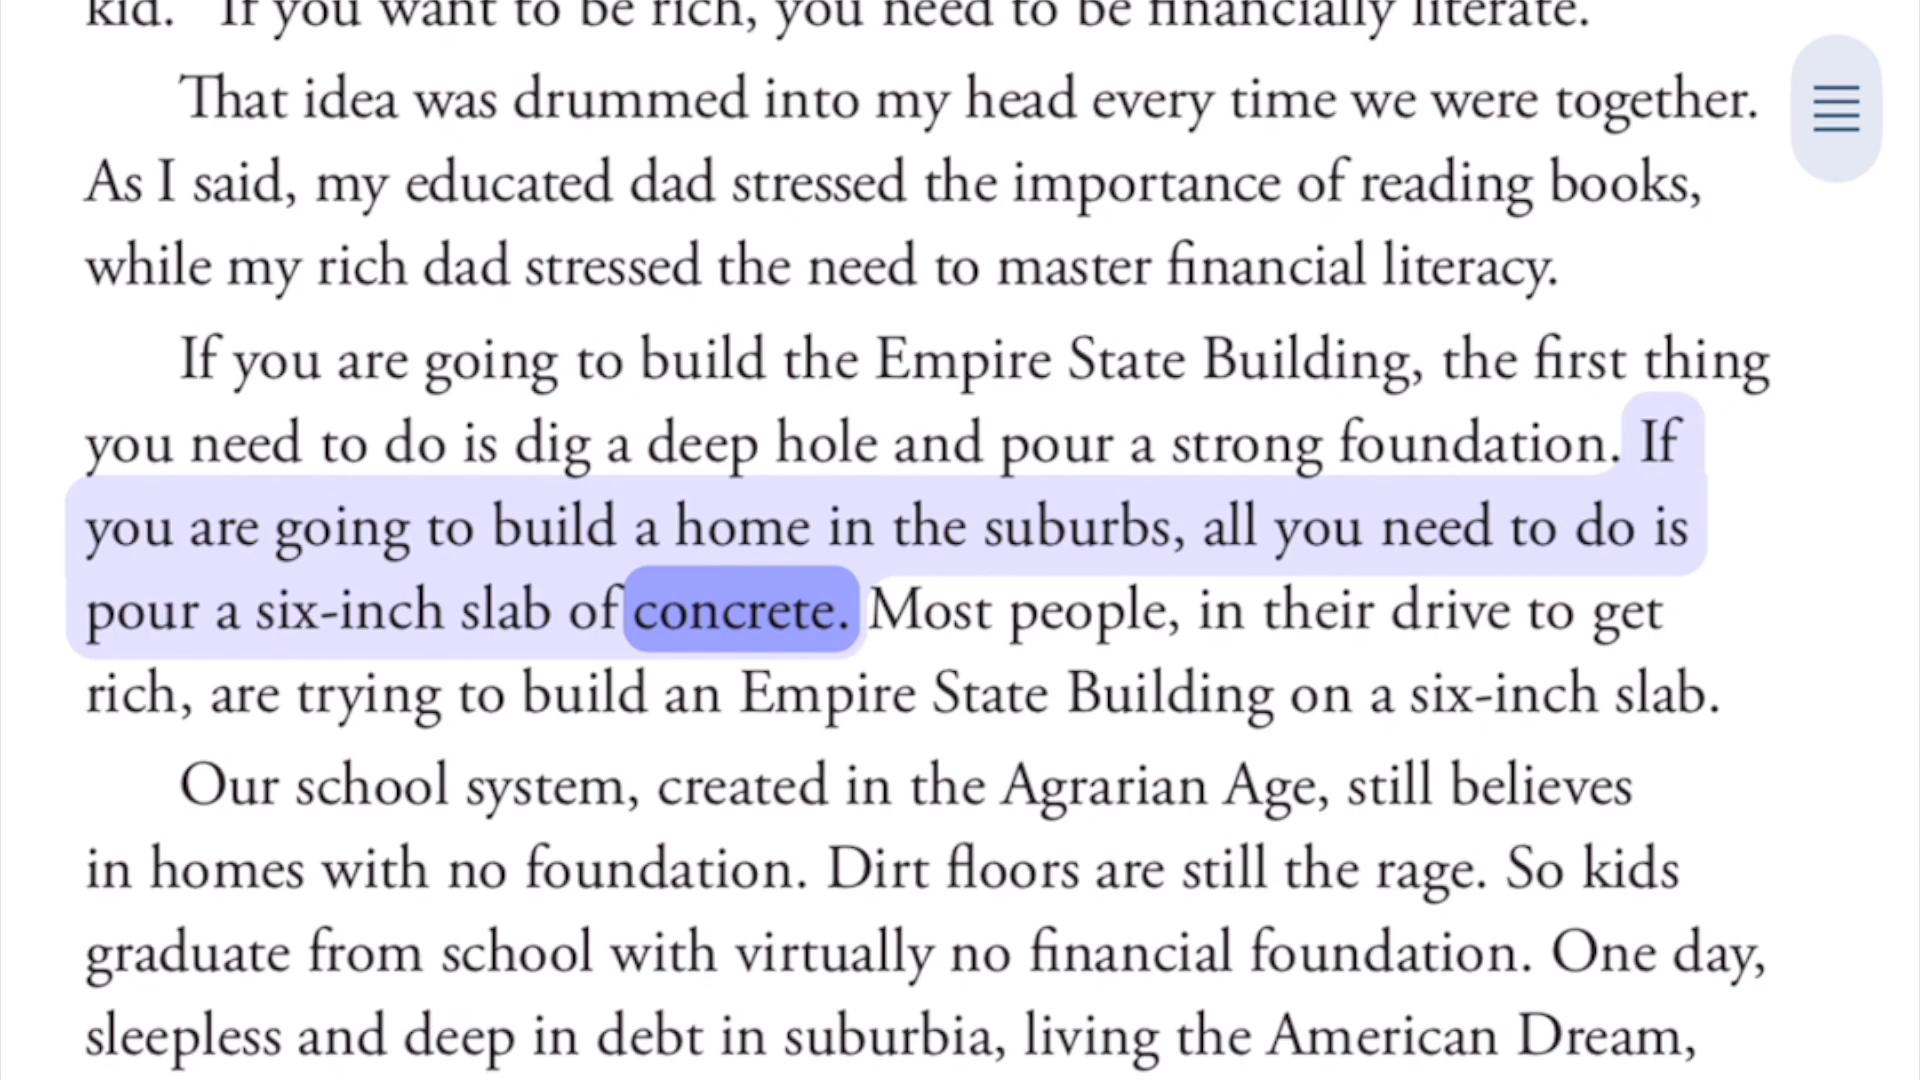 kid. "If you want to be rich, you need to be financially literate.
That idea was drummed into my head every time we were together.
As I said, my educated dad stressed the importance of reading books,
while my rich dad stressed the need to master financial literacy.
If you are going to build the Empire State Building, the first thing
you need to do is dig a deep hole and pour a strong foundation. If
you are going to build a home in the suburbs, all you need to do is
pour a six-inch slab of concrete. Most people, in their drive to get
rich, are trying to build an Empire State Building on a six-inch slab.
Our school system, created in the Agrarian Age, still believes
in homes with no foundation. Dirt floors are still the rage. So kids
graduate from school with virtually no financial foundation. One day,
sleepless and deep in debt in suburbia, living the American Dream,